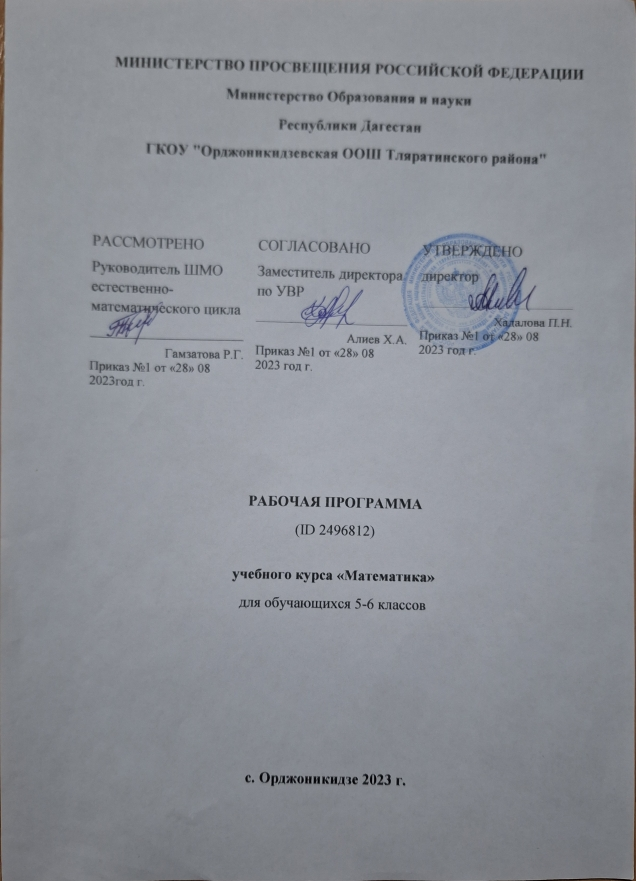 МИНИСТЕРСТВО ПРОСВЕЩЕНИЯ РОССИЙСКОЙ ФЕДЕРАЦИИ
Министерство Образования и науки
Республики Дагестан
ГКОУ "Орджоникидзевская ООШ Тляратинского района"
РАССМОТРЕНО
Руководитель ШМО
естественно-
математического цикла
Гамзатова Р.Г.
Приказ №1 от «28» 08
2023год г.
СОГЛАСОВАНО
Заместитель директора
по УВР
Алиев Х.А.
Приказ №1 от «28» 08
2023 год г.
УТВЕРЖДЕНО
директор
Халалова П.Н.
Приказ №1 от «28» 08
2023 год г.
РАБОЧАЯ ПРОГРАММА
(ID 2496812)
учебного курса «Математика»
для обучающихся 5-6 классов
с. Орджоникидзе 2023 г.